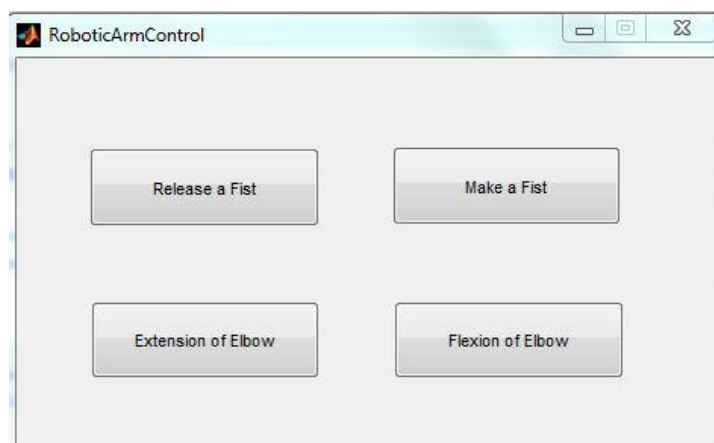 RoboticArmControl
Release a Fist
Make a Fist
Extension of Elbow
Flexion of Elbow